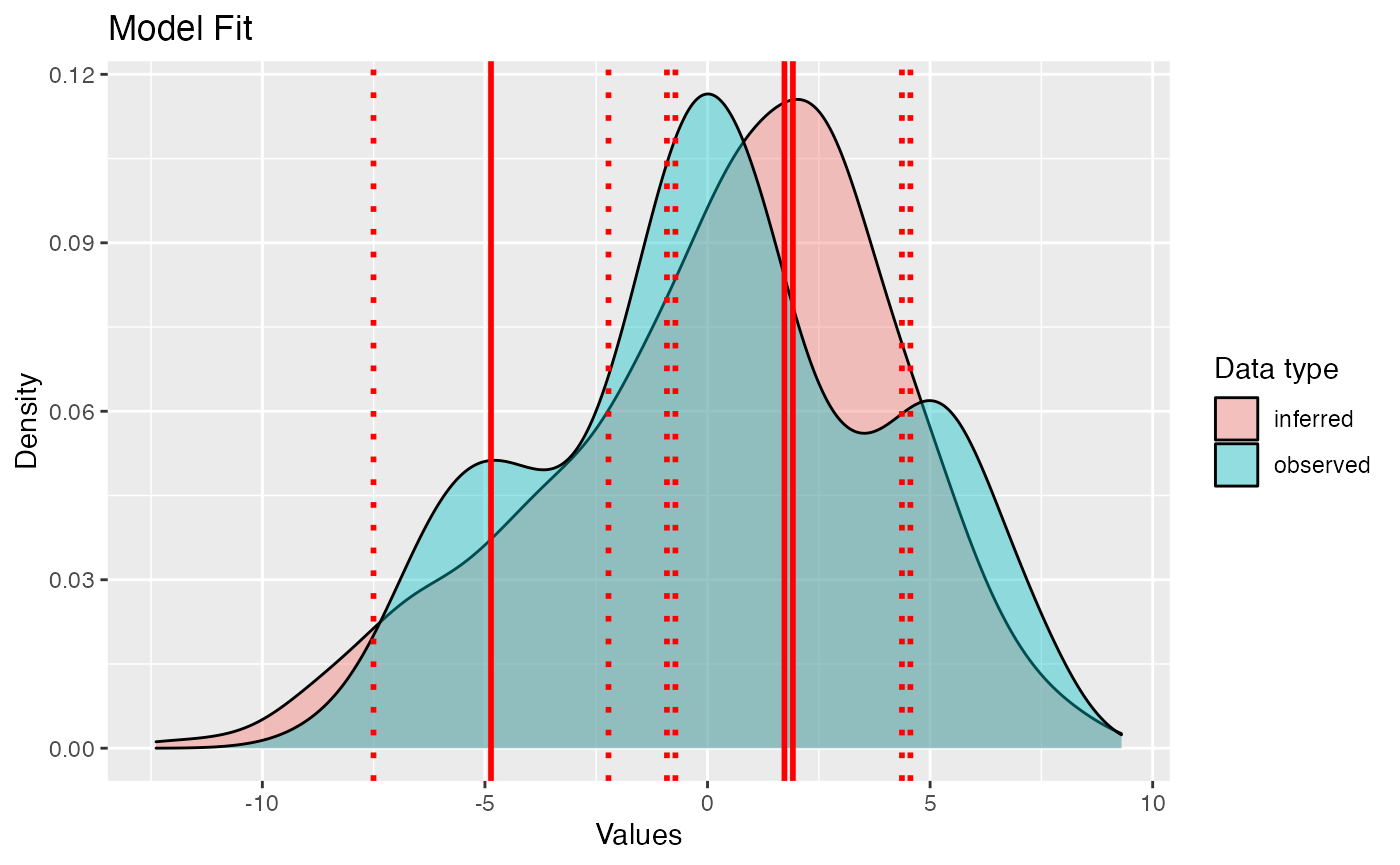 Model Fit
0.12
0.09
0.06
0.03
0.00
Density
-10
-5
0
5
10
Values
Data type
inferred
observed